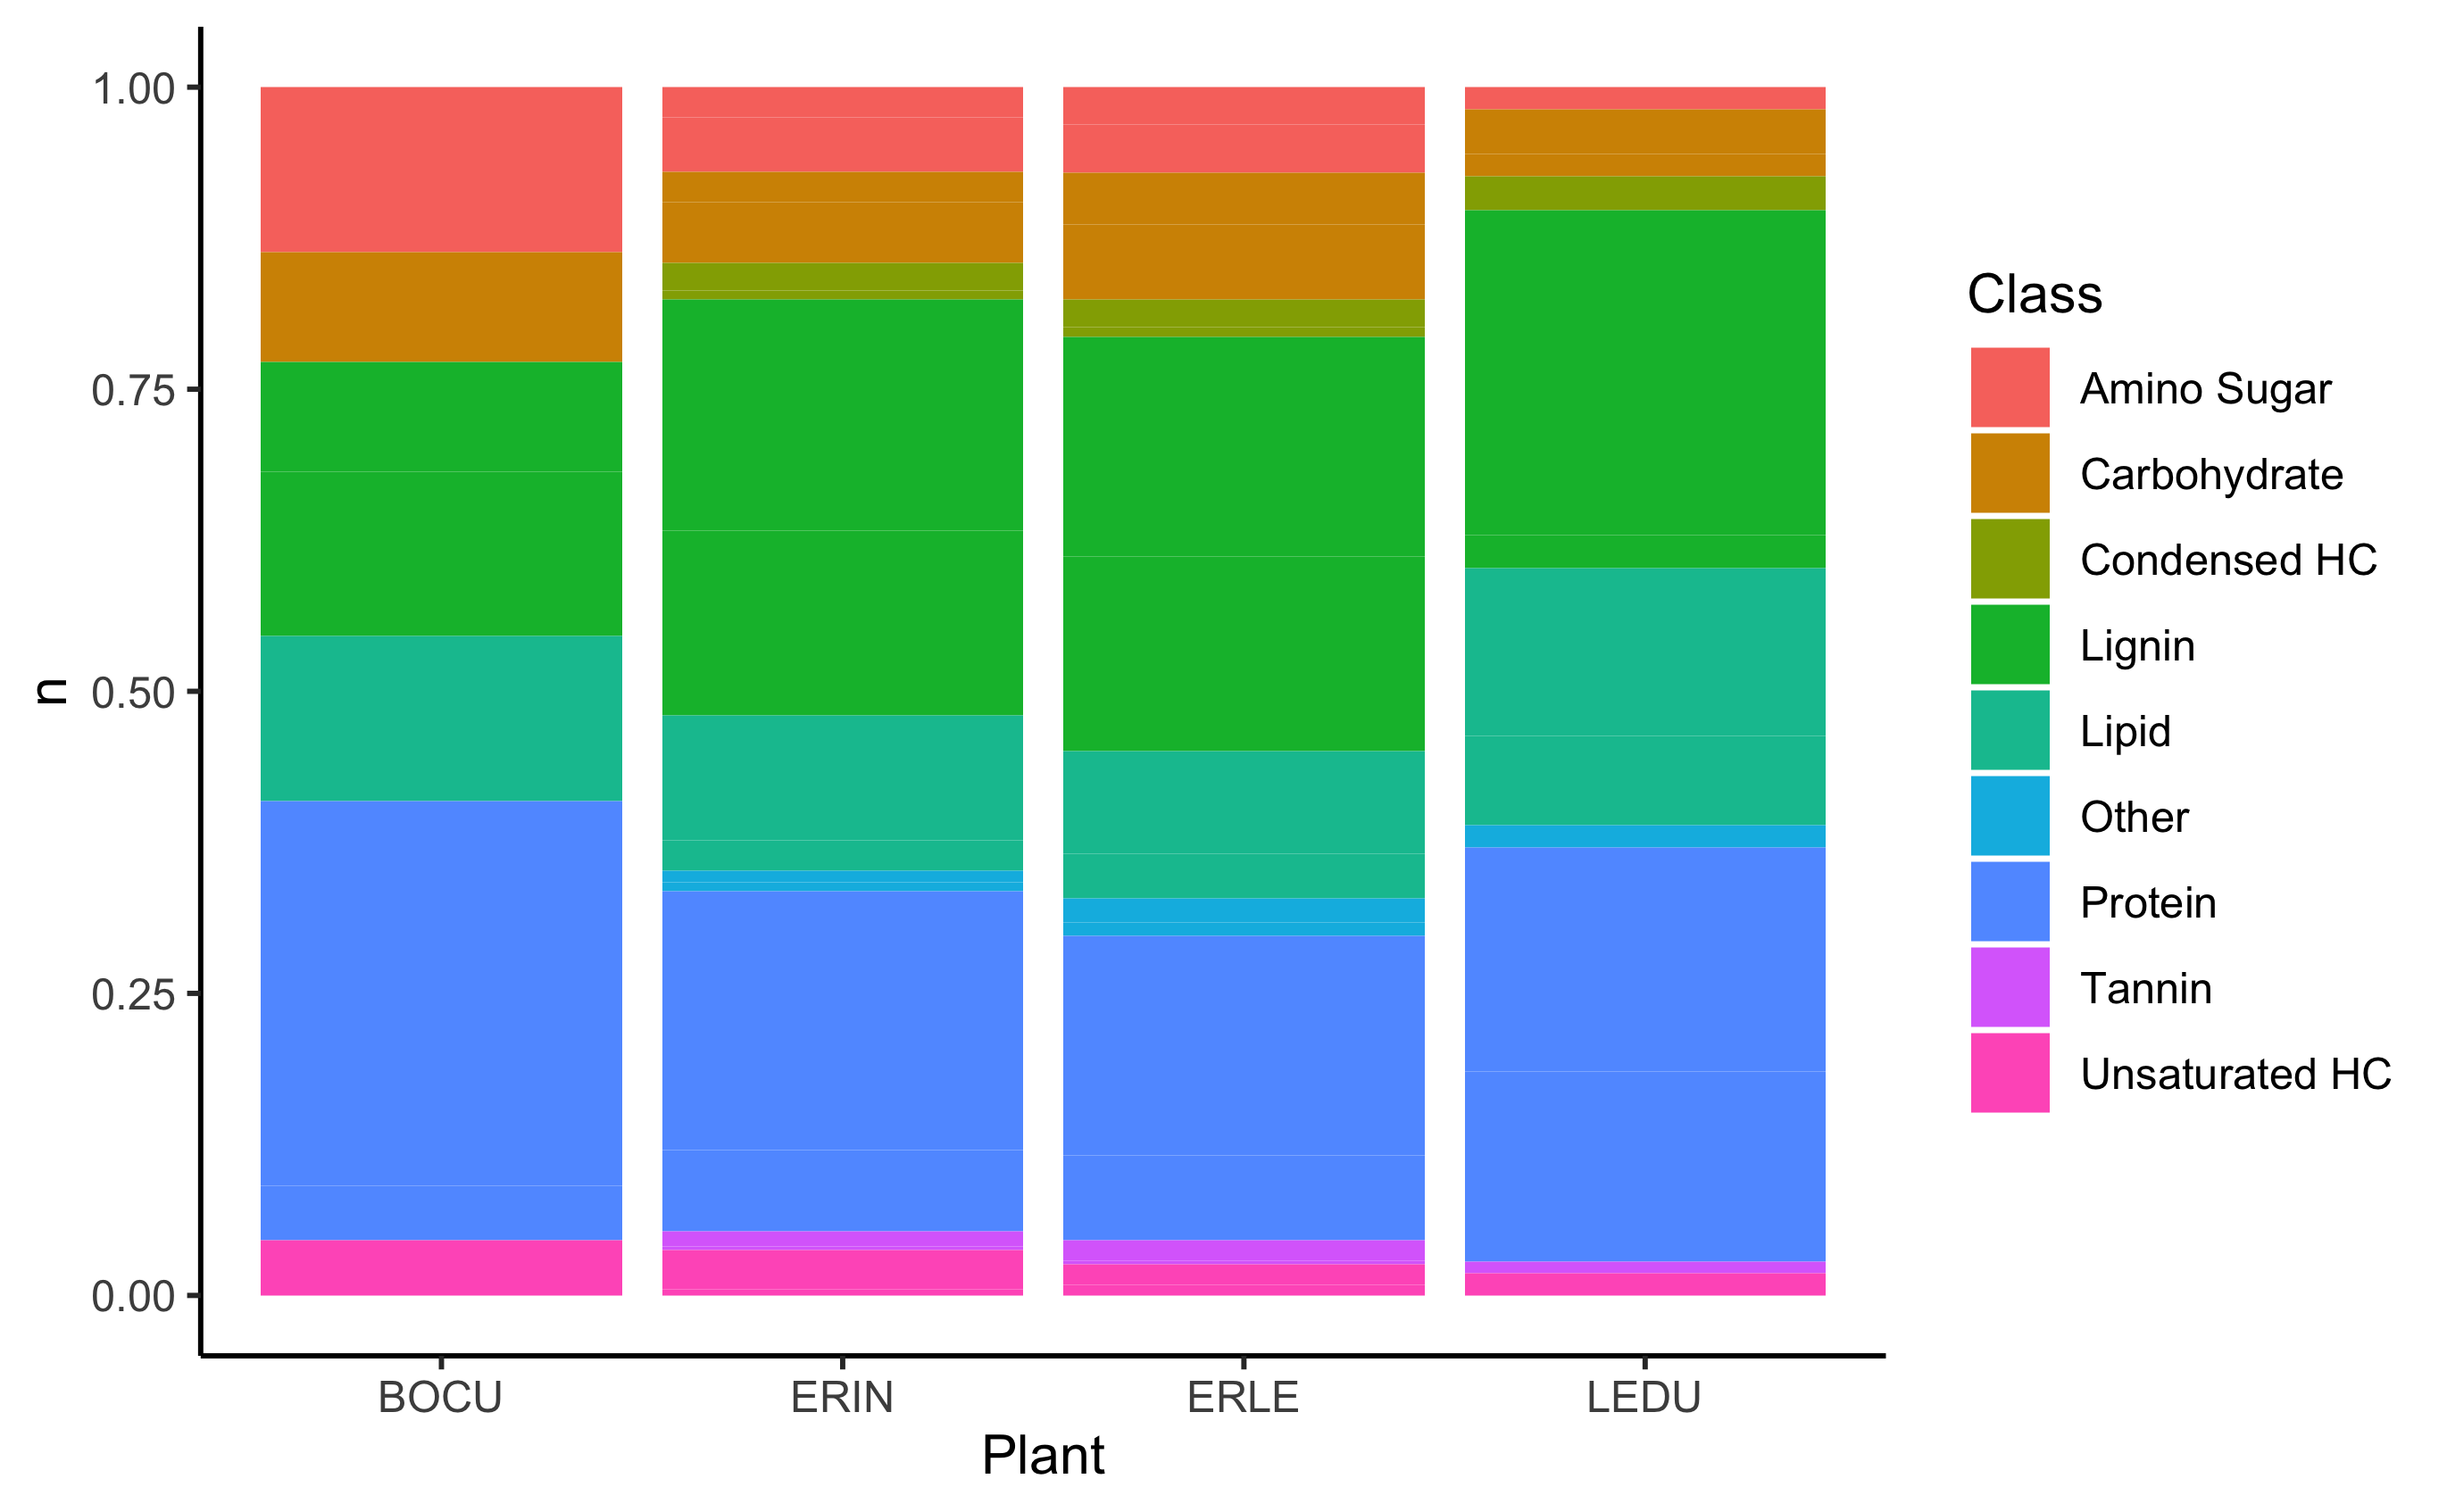 n
1.00
0.75
0.50
0.25
0.00
BOCU
ERIN
ERLE
LEDU
Plant
Class
Amino Sugar
Carbohydrate
Condensed HC
Lignin
Lipid
Other
Protein
Tannin
Unsaturated HC